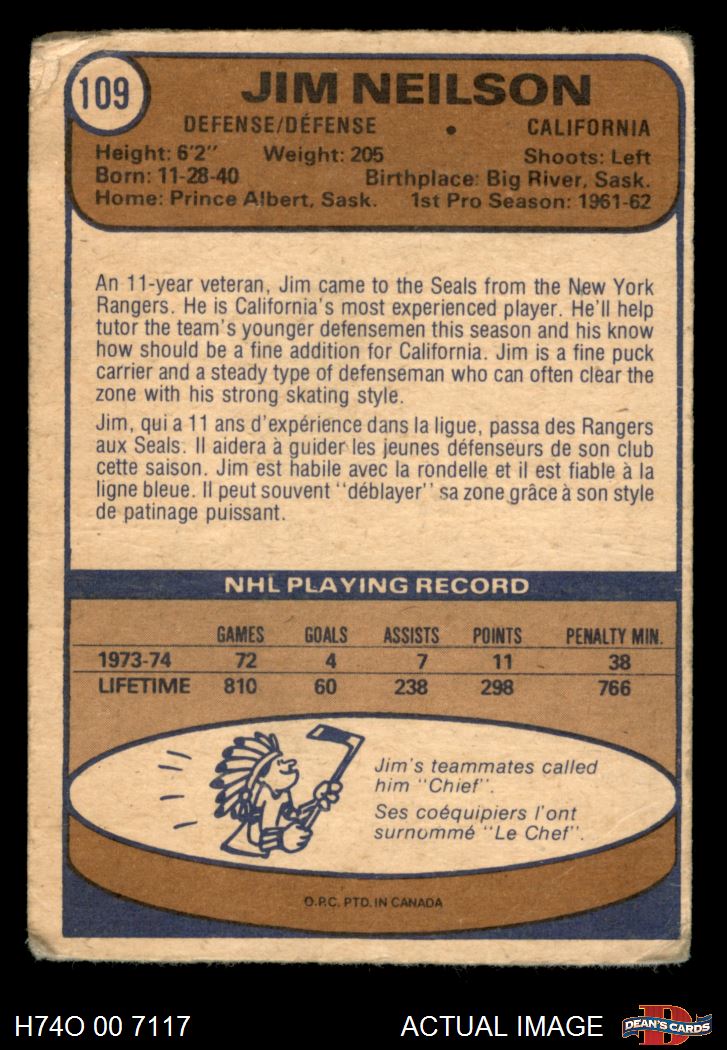 109
JIM NEILSON
DEFENSE/DÉFENSE • CALIFORNIA
Height: 6'2" Weight: 205 Shoots: Left
Born: 11-28-40 Birthplace: Big River, Sask.
Home: Prince Albert, Sask. 1st Pro Season: 1961-62
An 11-year veteran, Jim came to the Seals from the New York
Rangers. He is California's most experienced player. He'll help
tutor the team's younger defensemen this season and his know
how should be a fine addition for California. Jim is a fine puck
carrier and a steady type of defenseman who can often clear the
zone with his strong skating style.
Jim, qui a 11 ans d'expérience dans la ligue, passa des Rangers
aux Seals. Il aidera à guider les jeunes défenseurs de son club
cette saison. Jim est habile avec la rondelle et il est fiable à la
ligne bleue. Il peut souvent "déblayer" sa zone grâce à son style
de patinage puissant.
NHL PLAYING RECORD
GAMES GOALS ASSISTS POINTS PENALTY MIN.
1973-74 72 4 7 11 38
LIFETIME 810 60 238 298 766
Jim's teammates called
him "Chief".
Ses coéquipiers l'ont
surnommé "Le Chef".
O.P.C. PTD. IN CANADA
H74O 00 7117 ACTUAL IMAGE
D
DEAN'S CARDS